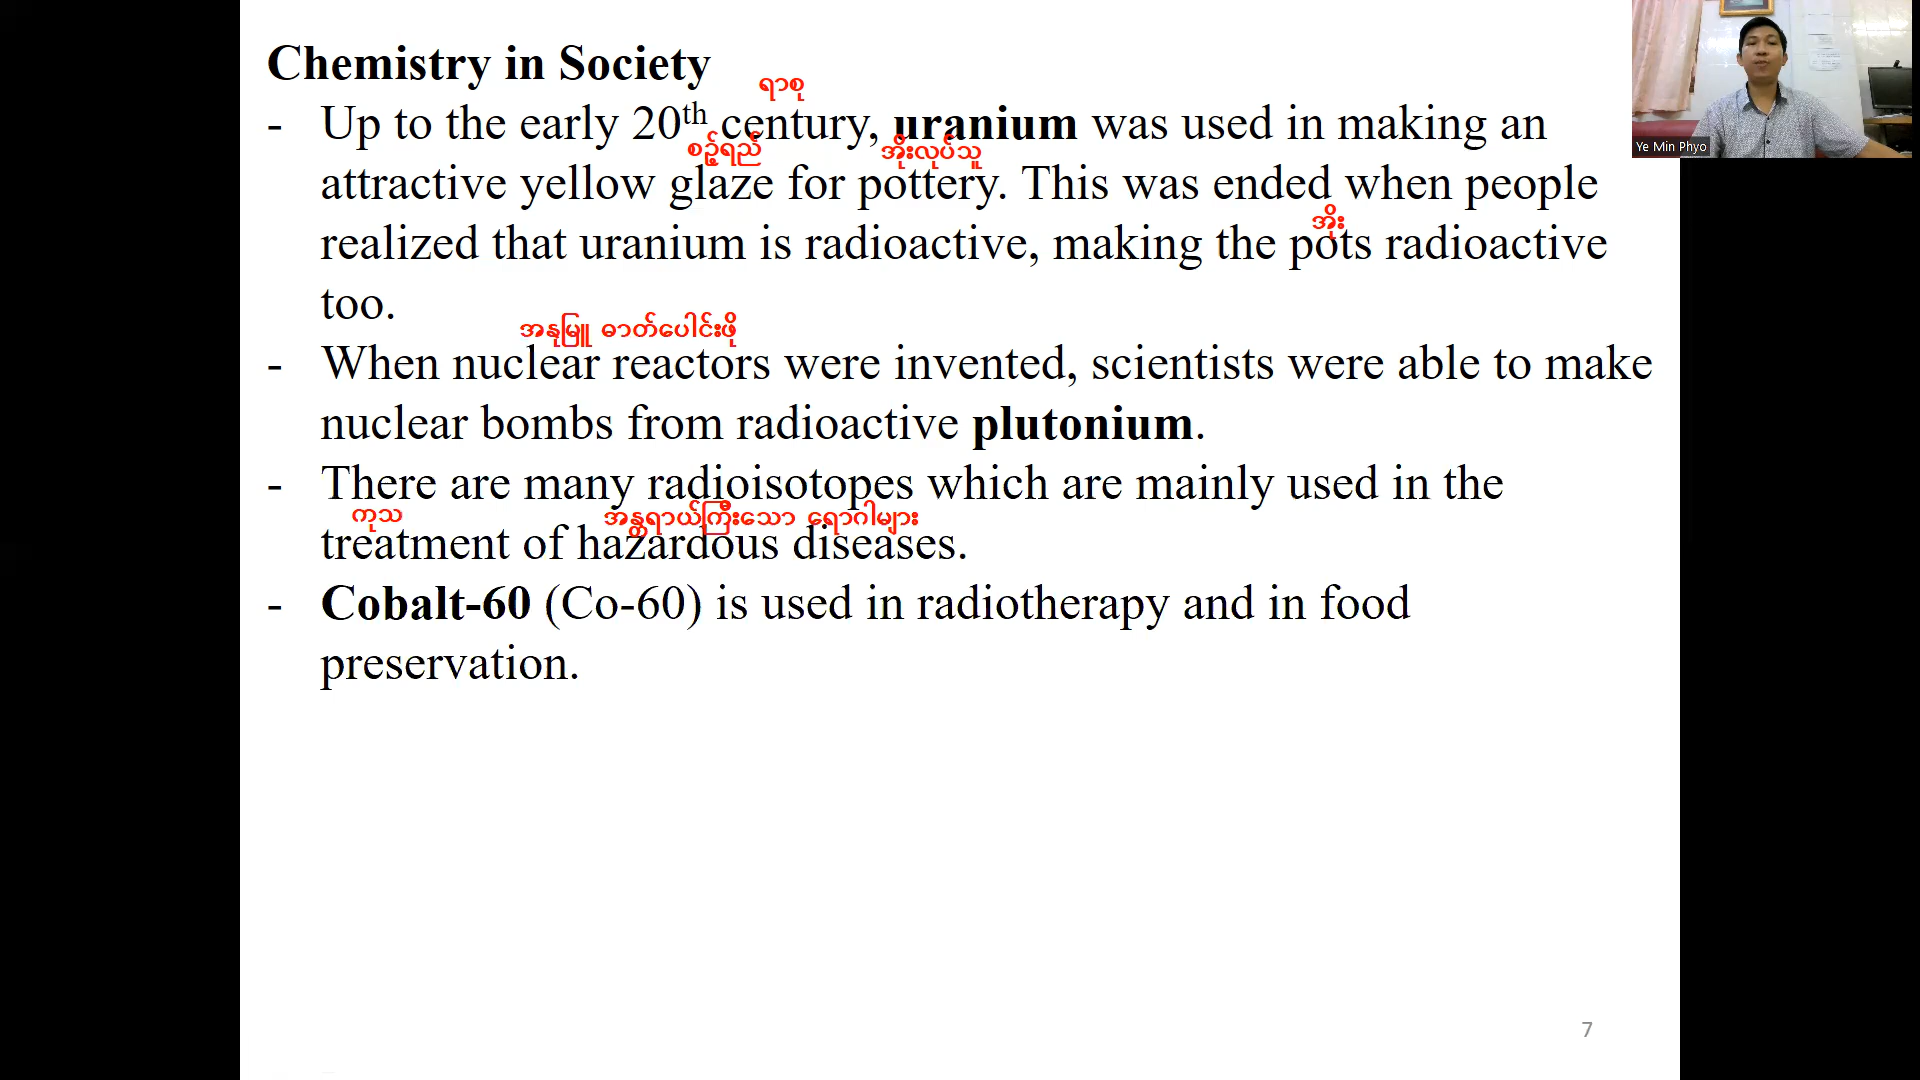 Chemistry in Society
ရာစု
- Up to the early 20th century, uranium was used in making an
စဉ့်ရည် အိုးလုပ်သူ
attractive yellow glaze for pottery. This was ended when people
အိုး
realized that uranium is radioactive, making the pots radioactive
too.
အနုမြူ ဓာတ်ပေါင်းဖို
- When nuclear reactors were invented, scientists were able to make
nuclear bombs from radioactive plutonium.
- There are many radioisotopes which are mainly used in the
ကုသ အန္တရာယ်ကြီးသော ရောဂါများ
treatment of hazardous diseases.
- Cobalt-60 (Co-60) is used in radiotherapy and in food
preservation.
7
Ye Min Phyo